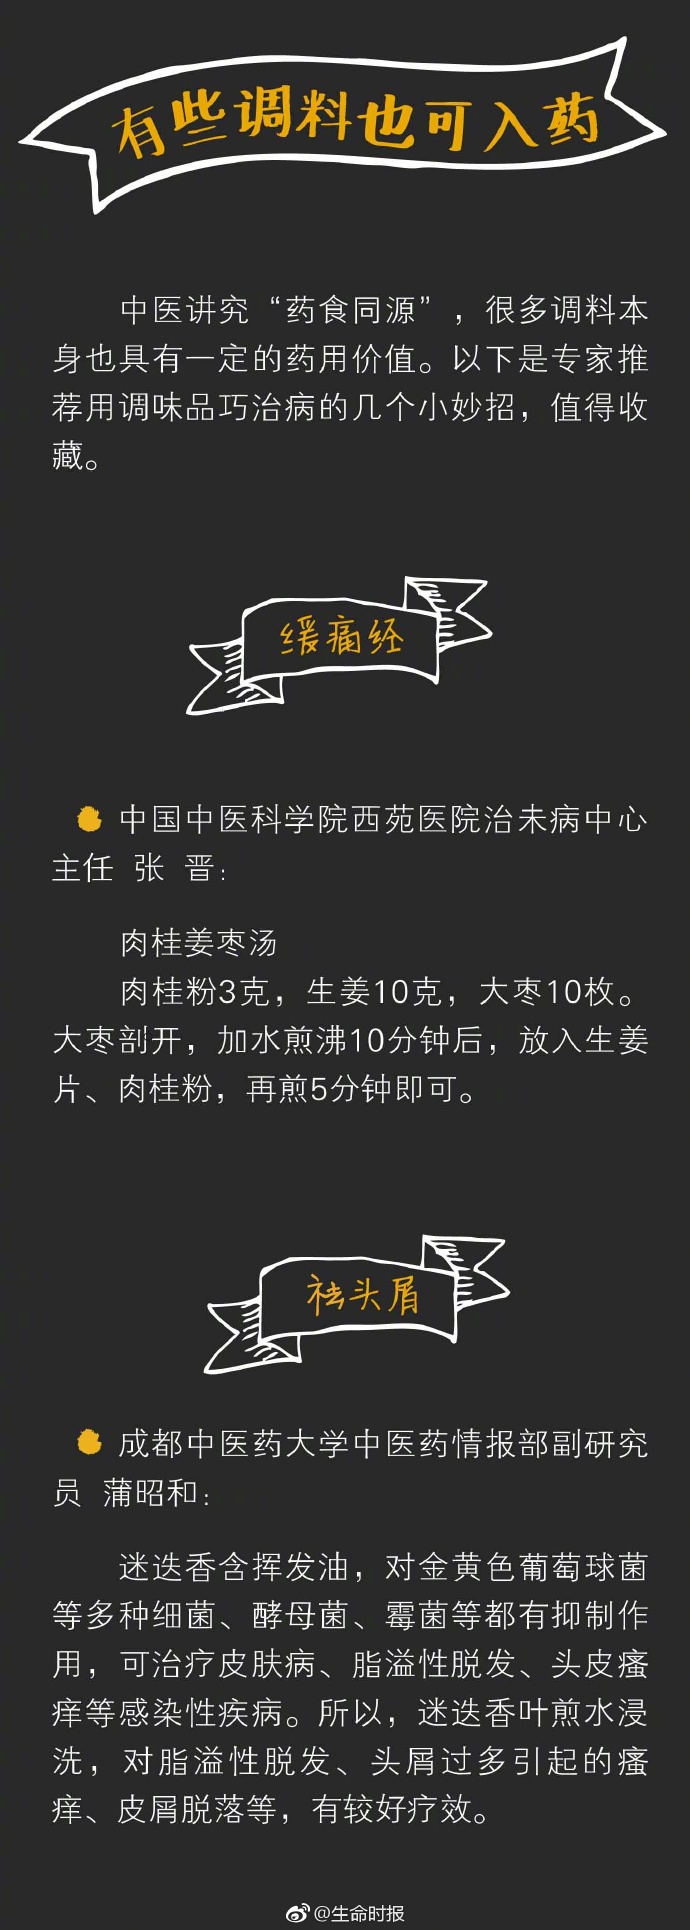 有些调料也可入药
中医讲究“药食同源”，很多调料本
身也具有一定的药用价值。以下是专家推
荐用调味品巧治病的几个小妙招，值得收
藏。
缓痛经
中国中医科学院西苑医院治未病中心
主任 张 晋：
肉桂姜枣汤
肉桂粉3克，生姜10克，大枣10枚。
大枣剖开，加水煎沸10分钟后，放入生姜
片、肉桂粉，再煎5分钟即可。
祛头屑
成都中医药大学中医药情报部副研究
员 蒲昭和：
迷迭香含挥发油，对金黄色葡萄球菌
等多种细菌、酵母菌、霉菌等都有抑制作
用，可治疗皮肤病、脂溢性脱发、头皮瘙
痒等感染性疾病。所以，迷迭香叶煎水浸
洗，对脂溢性脱发、头屑过多引起的瘙
痒、皮屑脱落等，有较好疗效。
@生命时报